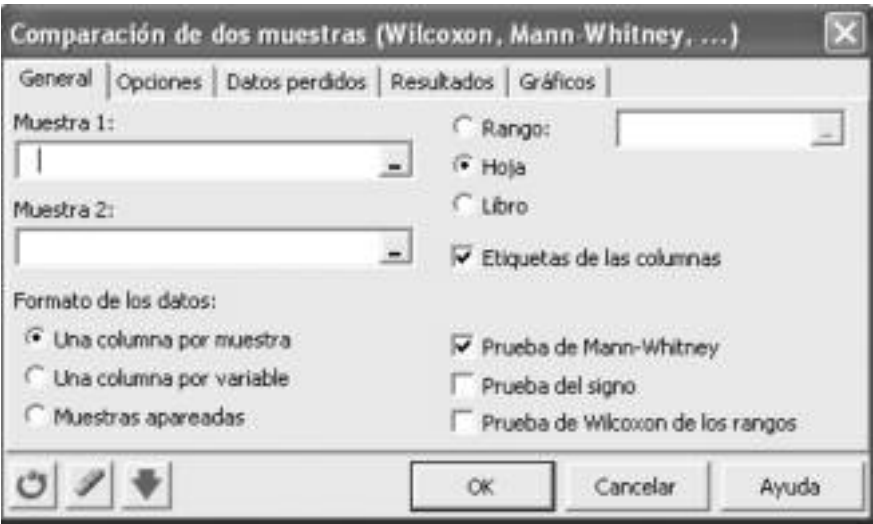 Comparación de dos muestras (Wilcoxon, Mann-Whitney, ...)
General Opciones Datos perdidos Resultados Gráficos
Muestra 1:
Muestra 2:
Formato de los datos:
Una columna por muestra
Una columna por variable
Muestras apareadas
Rango:
Hoja
Libro
Etiquetas de las columnas
Prueba de Mann-Whitney
Prueba del signo
Prueba de Wilcoxon de los rangos
OK Cancelar Ayuda